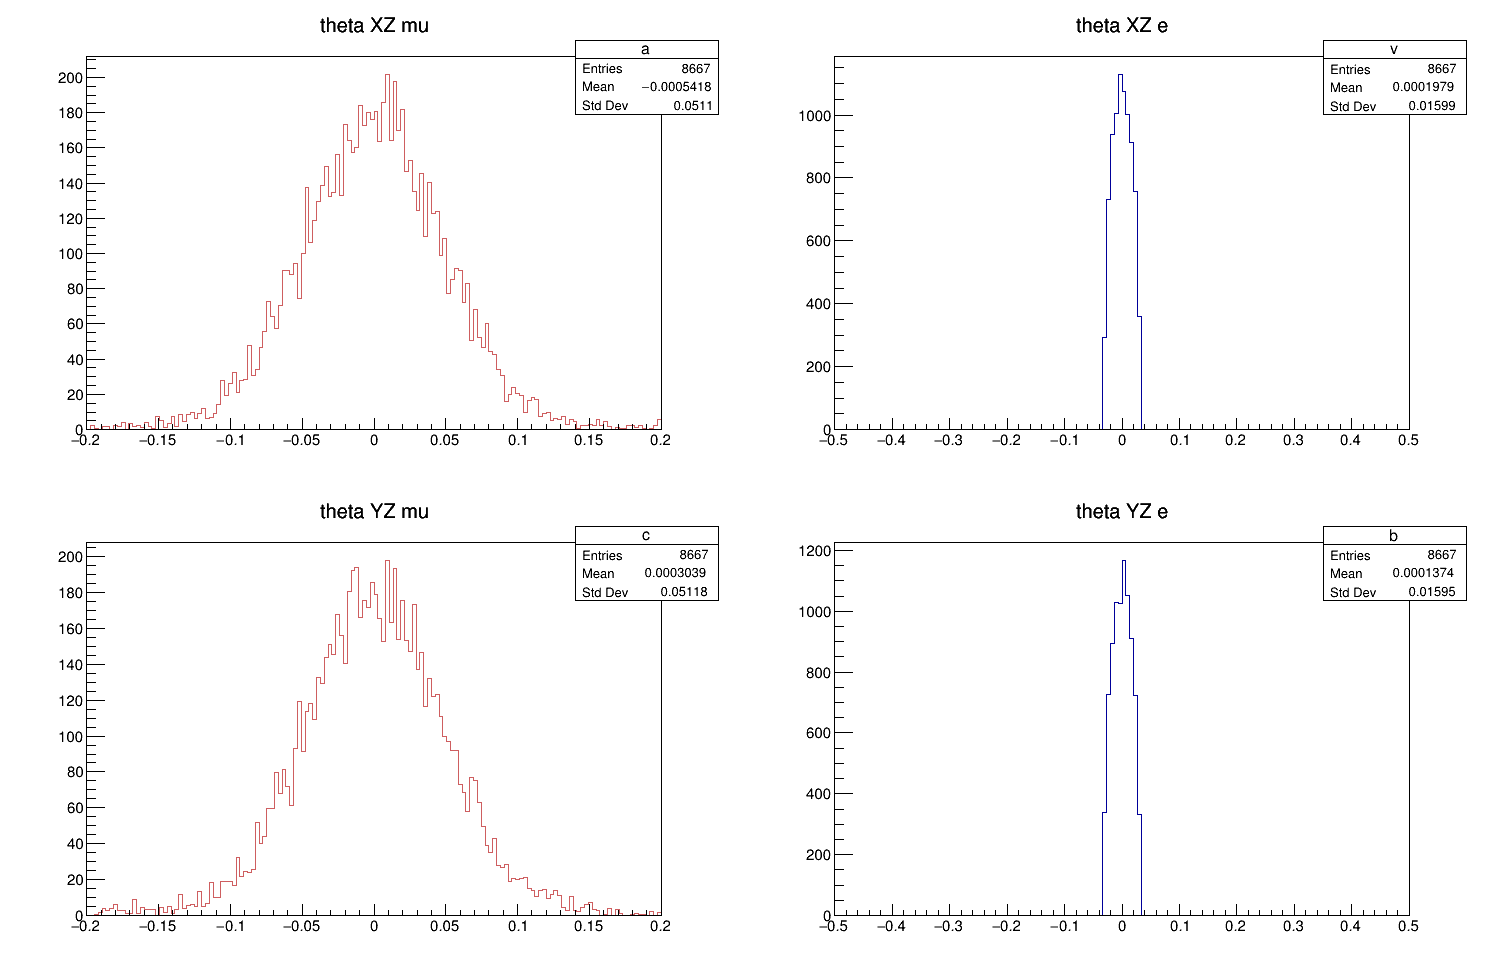 theta XZ mu
a
Entries 8667
Mean −0.0005418
Std Dev 0.0511
200
180
160
140
120
100
80
60
40
20
0
−0.2 −0.15 −0.1 −0.05 0 0.05 0.1 0.15 0.2
theta XZ e
v
Entries 8667
Mean 0.0001979
Std Dev 0.01599
1000
800
600
400
200
0
−0.5 −0.4 −0.3 −0.2 −0.1 0 0.1 0.2 0.3 0.4 0.5
theta YZ mu
c
Entries 8667
Mean 0.0003039
Std Dev 0.05118
200
180
160
140
120
100
80
60
40
20
0
−0.2 −0.15 −0.1 −0.05 0 0.05 0.1 0.15 0.2
theta YZ e
b
Entries 8667
Mean 0.0001374
Std Dev 0.01595
1200
1000
800
600
400
200
0
−0.5 −0.4 −0.3 −0.2 −0.1 0 0.1 0.2 0.3 0.4 0.5